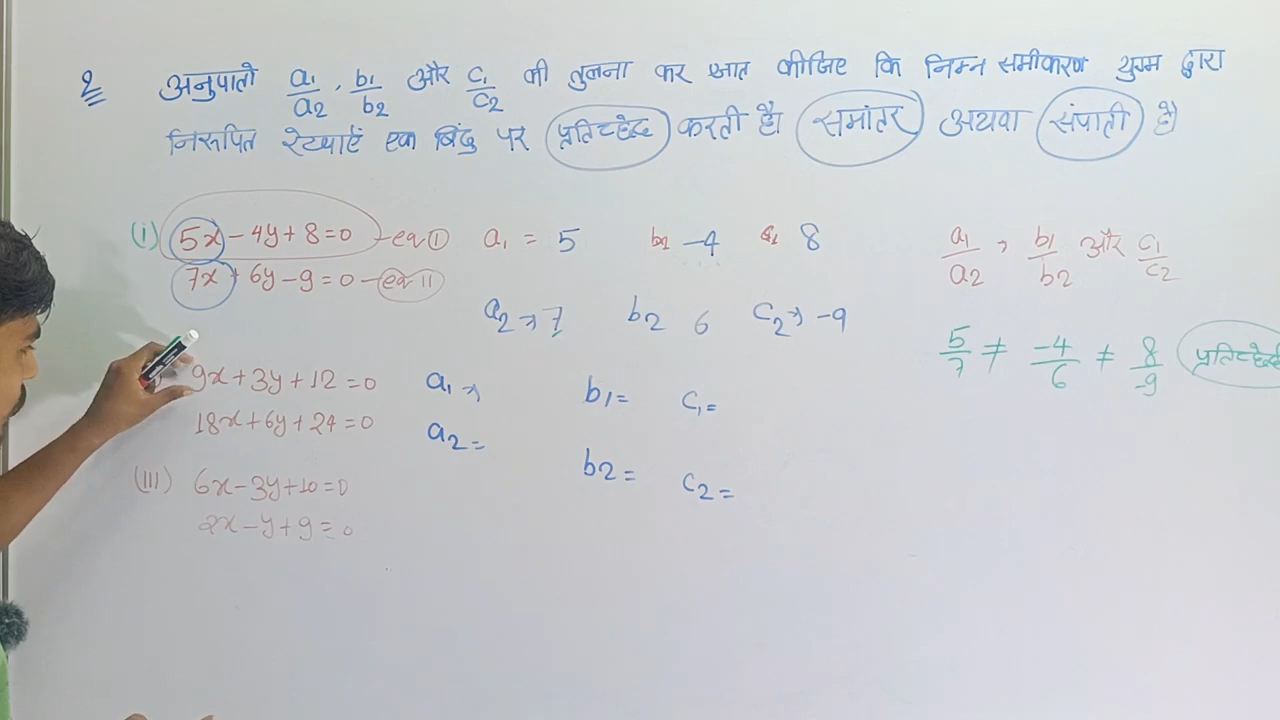 2 अनुपातो a₁/a₂, b₁/b₂ और c₁/c₂ की तुलना कर ज्ञात कीजिए कि निम्न समीकरण युग्म द्वारा
निरूपित रेखाएँ एक बिंदु पर प्रतिच्छेद करती है। समांतर अथवा संपाती है
(i) 5x - 4y + 8 = 0 - eq ① a₁ = 5 b₂ -4 c₁ 8 a₁/a₂, b₁/b₂ और c₁/c₂
7x + 6y - 9 = 0 - eq II
a₂ → 7 b₂ 6 c₂ → -9
5/7 ≠ -4/6 ≠ 8/-9 प्रतिच्छेद
9x + 3y + 12 = 0 a₁ → b₁ = c₁ =
18x + 6y + 24 = 0 a₂ =
b₂ = c₂ =
(III) 6x - 3y + 10 = 0
2x - y + 9 = 0